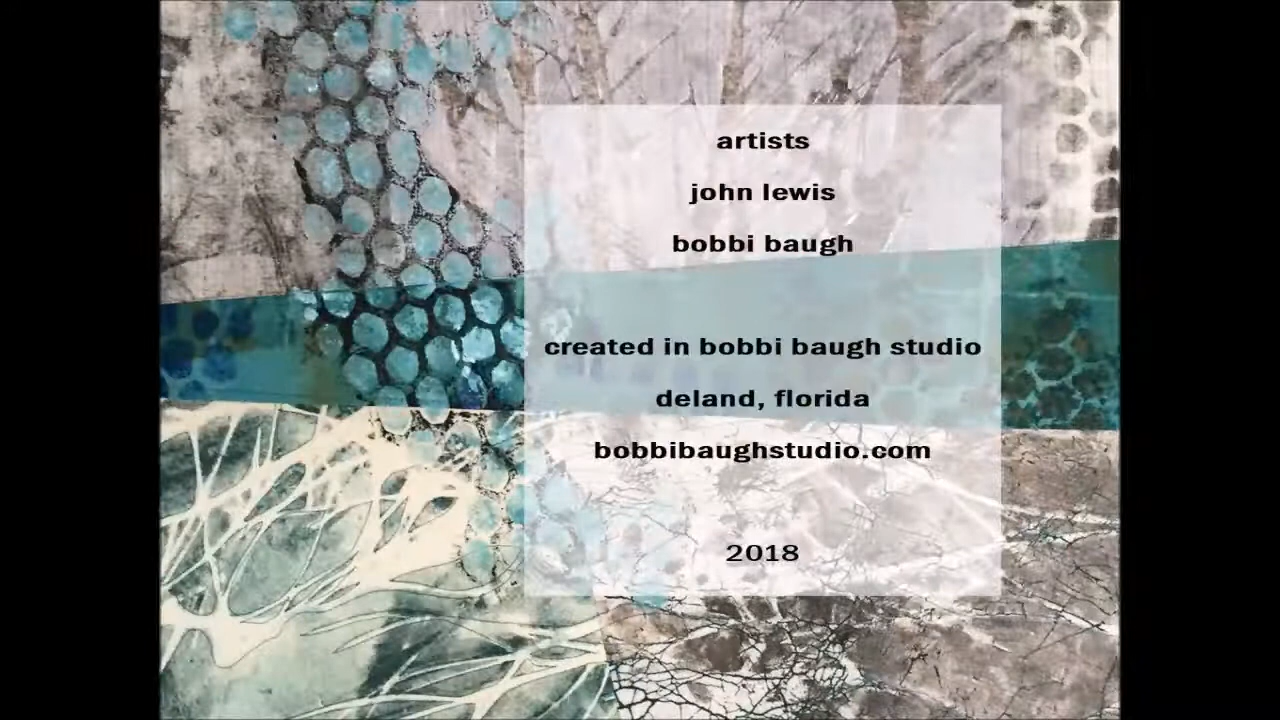 artists
john lewis
bobbi baugh
created in bobbi baugh studio
deland, florida
bobbibaughstudio.com
2018